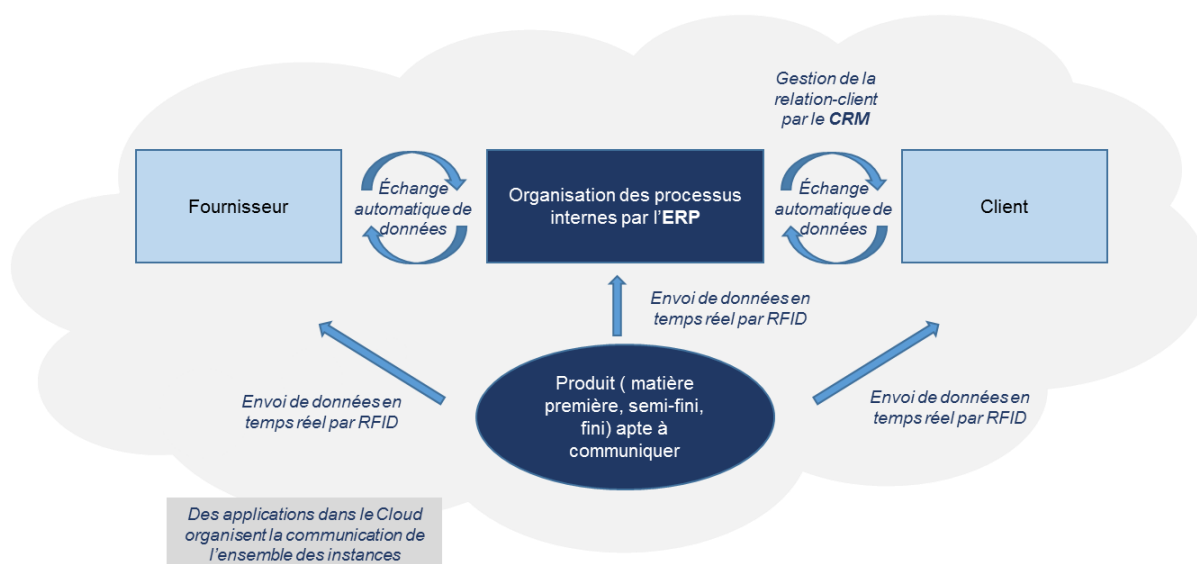 Gestion de la
relation-client
par le CRM
Fournisseur
Échange
automatique de
données
Organisation des processus
internes par l'ERP
Échange
automatique de
données
Client
Envoi de données en
temps réel par RFID
Envoi de données en
temps réel par RFID
Produit ( matière
première, semi-fini,
fini) apte à
communiquer
Envoi de données en
temps réel par RFID
Des applications dans le Cloud
organisent la communication de
l'ensemble des instances